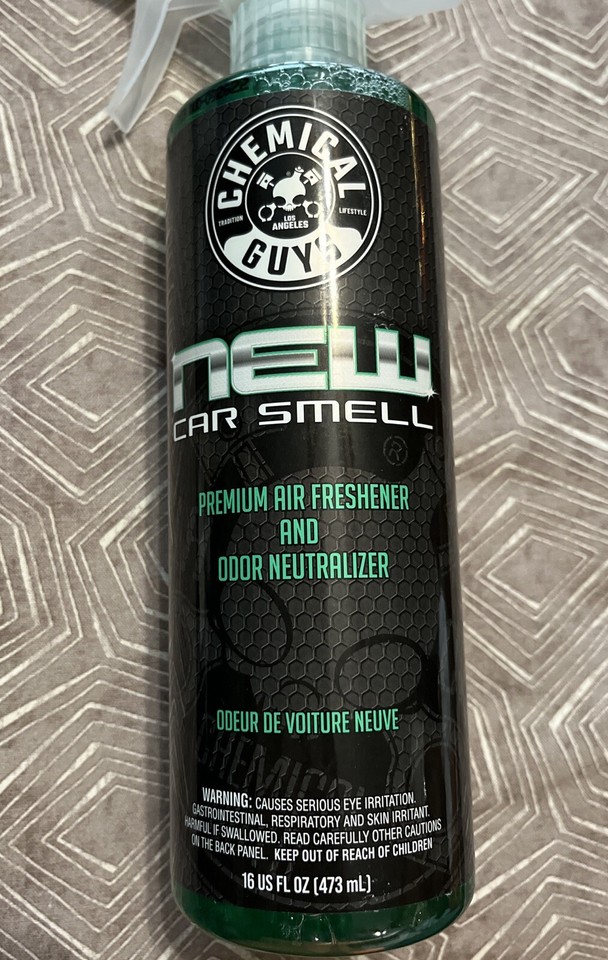 CHEMICAL
TRADITION
LOS
ANGELES
LIFESTYLE
GUYS
new
CAR SMELL
®
PREMIUM AIR FRESHENER
AND
ODOR NEUTRALIZER
ODEUR DE VOITURE NEUVE
CHEMICAL
WARNING: CAUSES SERIOUS EYE IRRITATION.
GASTROINTESTINAL, RESPIRATORY AND SKIN IRRITANT.
HARMFUL IF SWALLOWED. READ CAREFULLY OTHER CAUTIONS
ON THE BACK PANEL. KEEP OUT OF REACH OF CHILDREN
16 US FL OZ (473 mL)